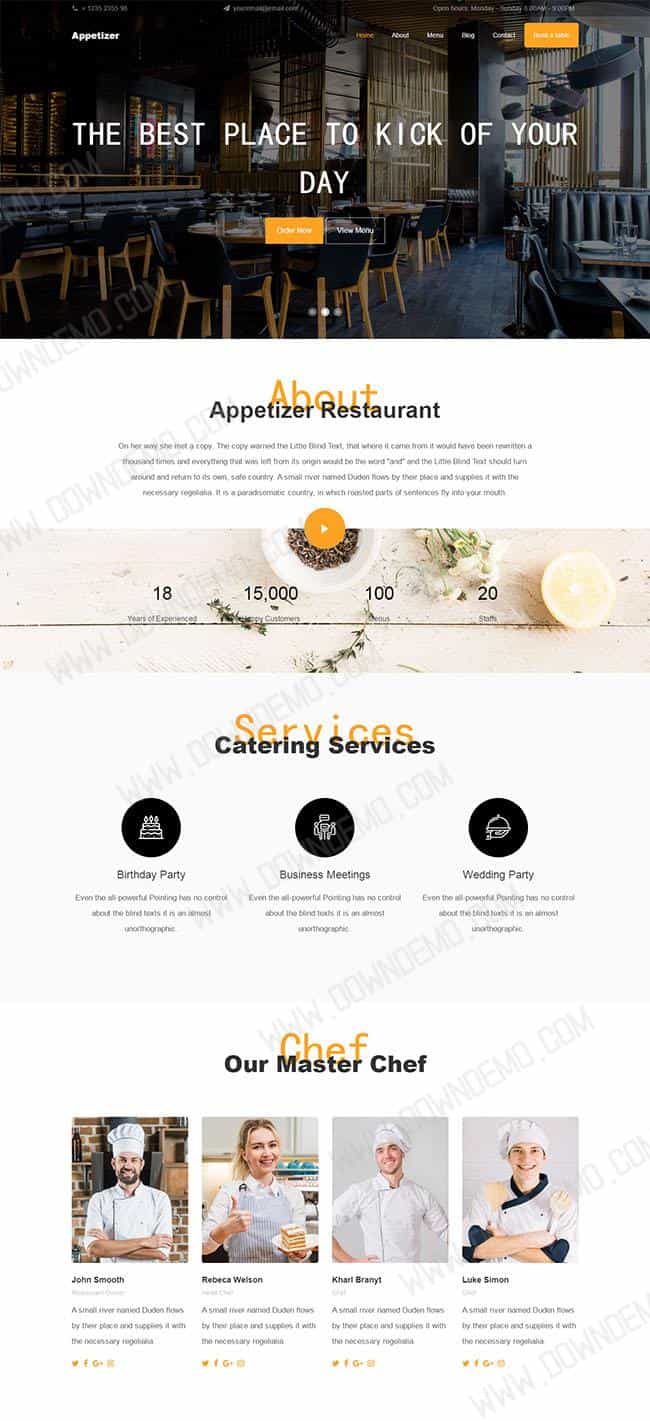 + 1235 2355 98
youremail@email.com
Open hours: Monday - Sunday 8:00AM - 9:00PM
Appetizer
Home About Menu Blog Contact Book a table
THE BEST PLACE TO KICK OF YOUR
DAY
Order Now View Menu
About
Appetizer Restaurant
On her way she met a copy. The copy warned the Little Blind Text, that where it came from it would have been rewritten a
thousand times and everything that was left from its origin would be the word "and" and the Little Blind Text should turn
around and return to its own, safe country. A small river named Duden flows by their place and supplies it with the
necessary regelialia. It is a paradisematic country, in which roasted parts of sentences fly into your mouth.
18 15,000 100 20
Years of Experienced Happy Customers Menus Staffs
Services
Catering Services
Birthday Party Business Meetings Wedding Party
Even the all-powerful Pointing has no control
about the blind texts it is an almost
unorthographic.
Even the all-powerful Pointing has no control
about the blind texts it is an almost
unorthographic.
Even the all-powerful Pointing has no control
about the blind texts it is an almost
unorthographic.
Chef
Our Master Chef
John Smooth
Restaurant Owner
A small river named Duden flows
by their place and supplies it with
the necessary regelialia
Rebeca Welson
Head Chef
A small river named Duden flows
by their place and supplies it with
the necessary regelialia
Kharl Branyt
Chef
A small river named Duden flows
by their place and supplies it with
the necessary regelialia
Luke Simon
Chef
A small river named Duden flows
by their place and supplies it with
the necessary regelialia
WWW.DOWNDEMO.COM